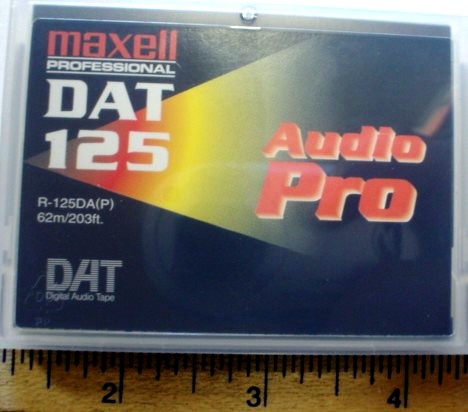 maxell
PROFESSIONAL
DAT
125
Audio
Pro
R-125DA(P)
62m/203ft.
DAT
Digital Audio Tape
2
3
4